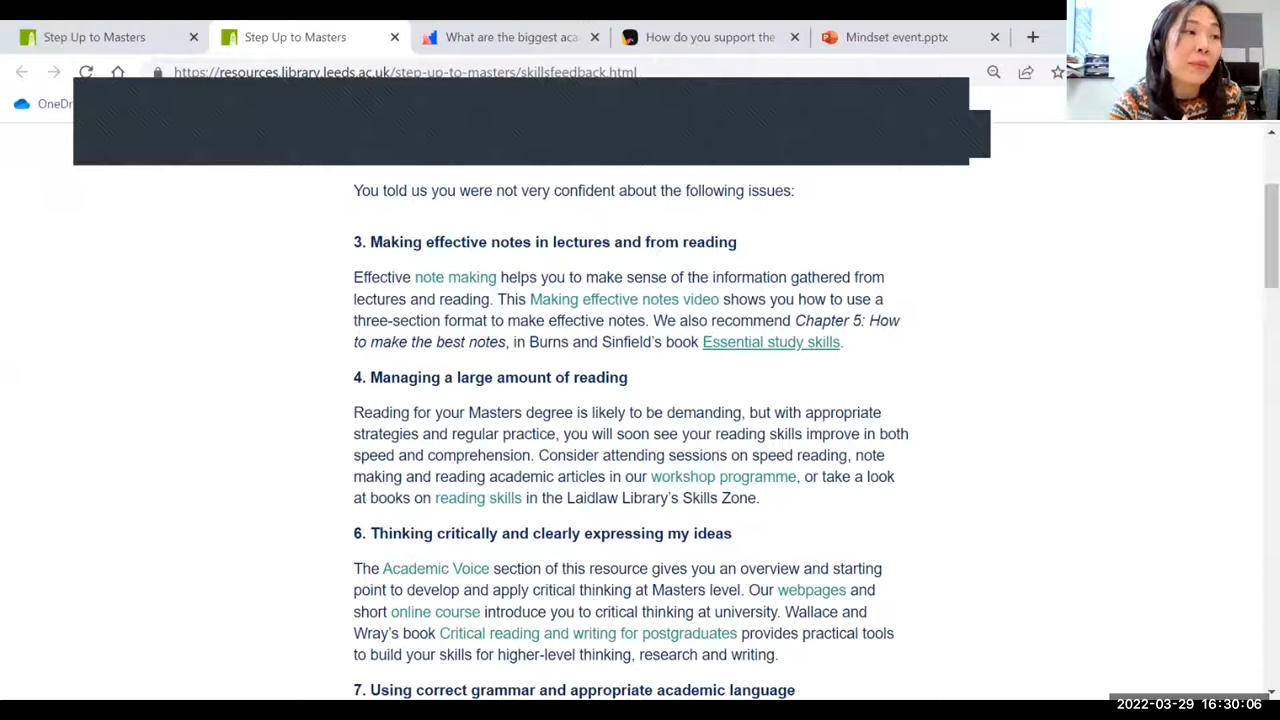 Step Up to Masters
Step Up to Masters
What are the biggest aca
How do you support the
Mindset event.pptx
https://resources.library.leeds.ac.uk/step-up-to-masters/skillsfeedback.html
OneDr
You told us you were not very confident about the following issues:
3. Making effective notes in lectures and from reading
Effective note making helps you to make sense of the information gathered from
lectures and reading. This Making effective notes video shows you how to use a
three-section format to make effective notes. We also recommend Chapter 5: How
to make the best notes, in Burns and Sinfield's book Essential study skills.
4. Managing a large amount of reading
Reading for your Masters degree is likely to be demanding, but with appropriate
strategies and regular practice, you will soon see your reading skills improve in both
speed and comprehension. Consider attending sessions on speed reading, note
making and reading academic articles in our workshop programme, or take a look
at books on reading skills in the Laidlaw Library's Skills Zone.
6. Thinking critically and clearly expressing my ideas
The Academic Voice section of this resource gives you an overview and starting
point to develop and apply critical thinking at Masters level. Our webpages and
short online course introduce you to critical thinking at university. Wallace and
Wray's book Critical reading and writing for postgraduates provides practical tools
to build your skills for higher-level thinking, research and writing.
7. Using correct grammar and appropriate academic language
2022-03-29 16:30:06